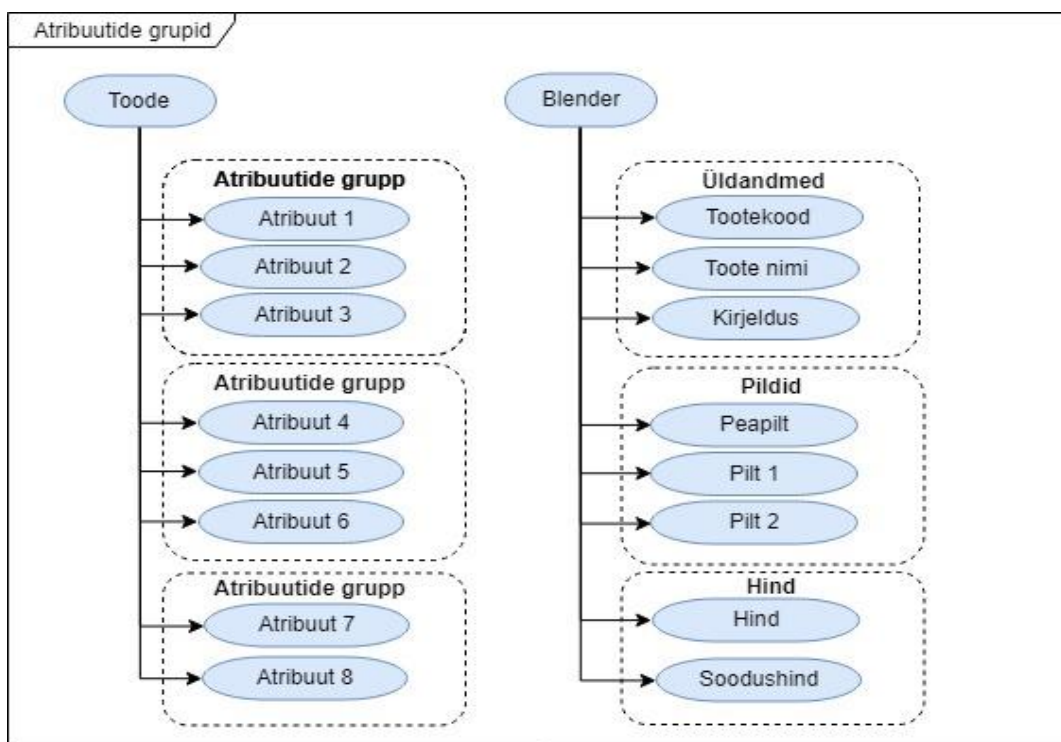 Atribuutide grupid
Toode
Atribuutide grupp
Atribuut 1
Atribuut 2
Atribuut 3
Atribuutide grupp
Atribuut 4
Atribuut 5
Atribuut 6
Atribuutide grupp
Atribuut 7
Atribuut 8
Blender
Üldandmed
Tootekood
Toote nimi
Kirjeldus
Pildid
Peapilt
Pilt 1
Pilt 2
Hind
Hind
Soodushind